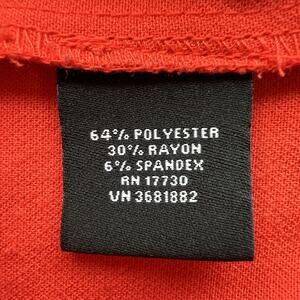 64% POLYESTER
30% RAYON
6% SPANDEX
RN 17730
VN 3681882